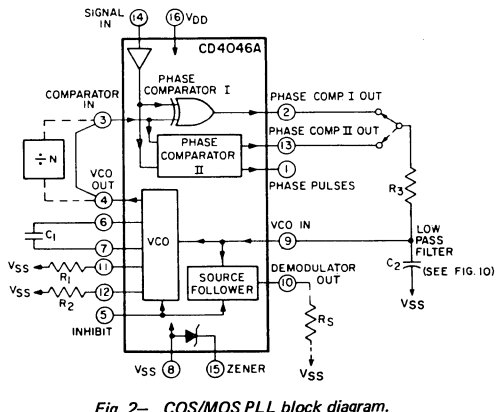 SIGNAL IN
14
16
VDD
CD4046A
PHASE COMPARATOR I
COMPARATOR IN
3
2
PHASE COMP I OUT
PHASE COMP II OUT
13
÷N
PHASE COMPARATOR II
1
PHASE PULSES
VCO OUT
4
R3
6
C1
7
VCO
VCO IN
9
LOW PASS FILTER
(SEE FIG. 10)
C2
VSS
VSS
R1
11
VSS
R2
12
SOURCE FOLLOWER
DEMODULATOR OUT
10
RS
VSS
5
INHIBIT
VSS
8
15
ZENER
Fig. 2— COS/MOS PLL block diagram.